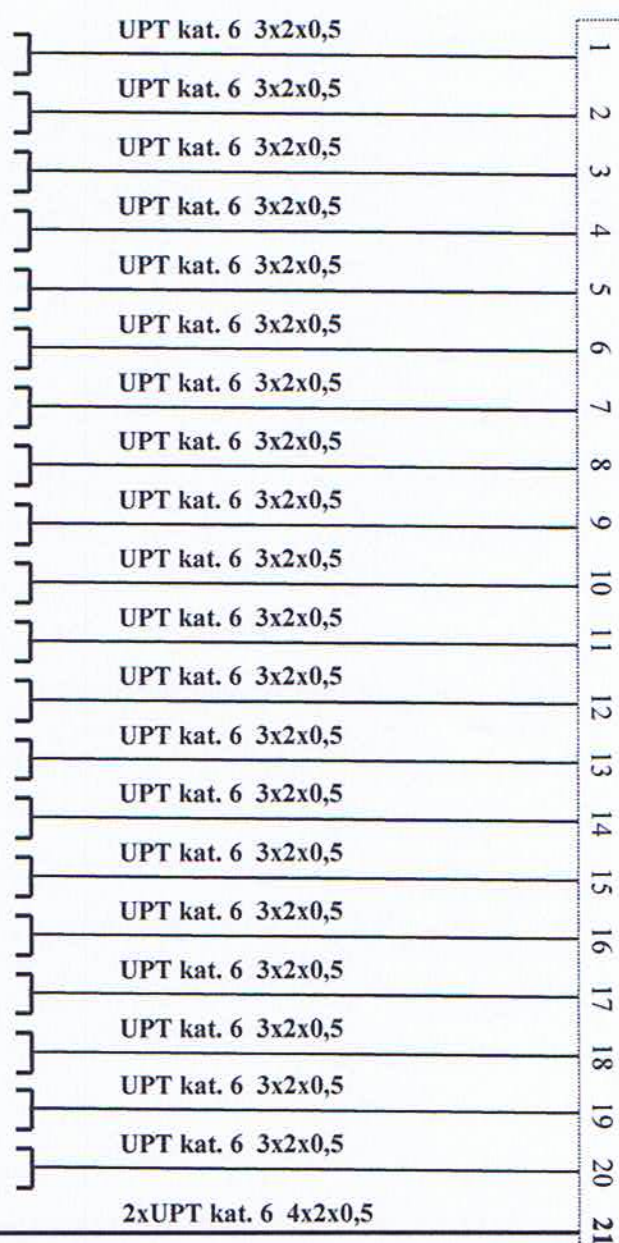 UPT kat. 6 3x2x0,5 1
UPT kat. 6 3x2x0,5 2
UPT kat. 6 3x2x0,5 3
UPT kat. 6 3x2x0,5 4
UPT kat. 6 3x2x0,5 5
UPT kat. 6 3x2x0,5 6
UPT kat. 6 3x2x0,5 7
UPT kat. 6 3x2x0,5 8
UPT kat. 6 3x2x0,5 9
UPT kat. 6 3x2x0,5 10
UPT kat. 6 3x2x0,5 11
UPT kat. 6 3x2x0,5 12
UPT kat. 6 3x2x0,5 13
UPT kat. 6 3x2x0,5 14
UPT kat. 6 3x2x0,5 15
UPT kat. 6 3x2x0,5 16
UPT kat. 6 3x2x0,5 17
UPT kat. 6 3x2x0,5 18
UPT kat. 6 3x2x0,5 19
UPT kat. 6 3x2x0,5 20
2xUPT kat. 6 4x2x0,5 21